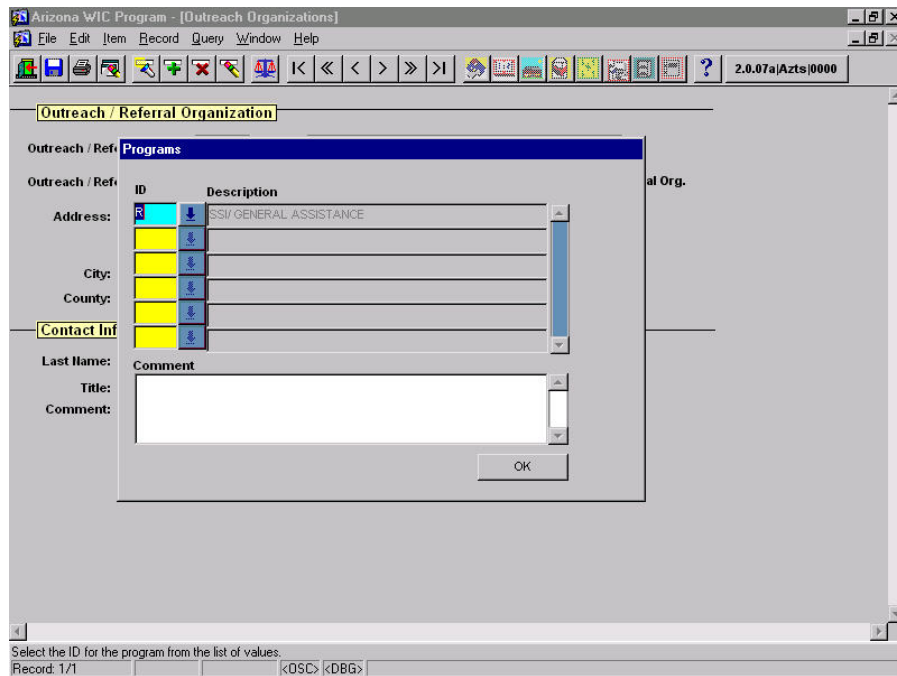 Arizona WIC Program - [Outreach Organizations]
File Edit Item Record Query Window Help
2.0.07a|Azts|0000
Outreach / Referral Organization
Outreach / Refe
Programs
Outreach / Refe
al Org.
ID Description
Address:
R SSI/ GENERAL ASSISTANCE
City:
County:
Contact Inf
Last Name:
Comment
Title:
Comment:
OK
Select the ID for the program from the list of values.
Record: 1/1 <OSC> <DBG>